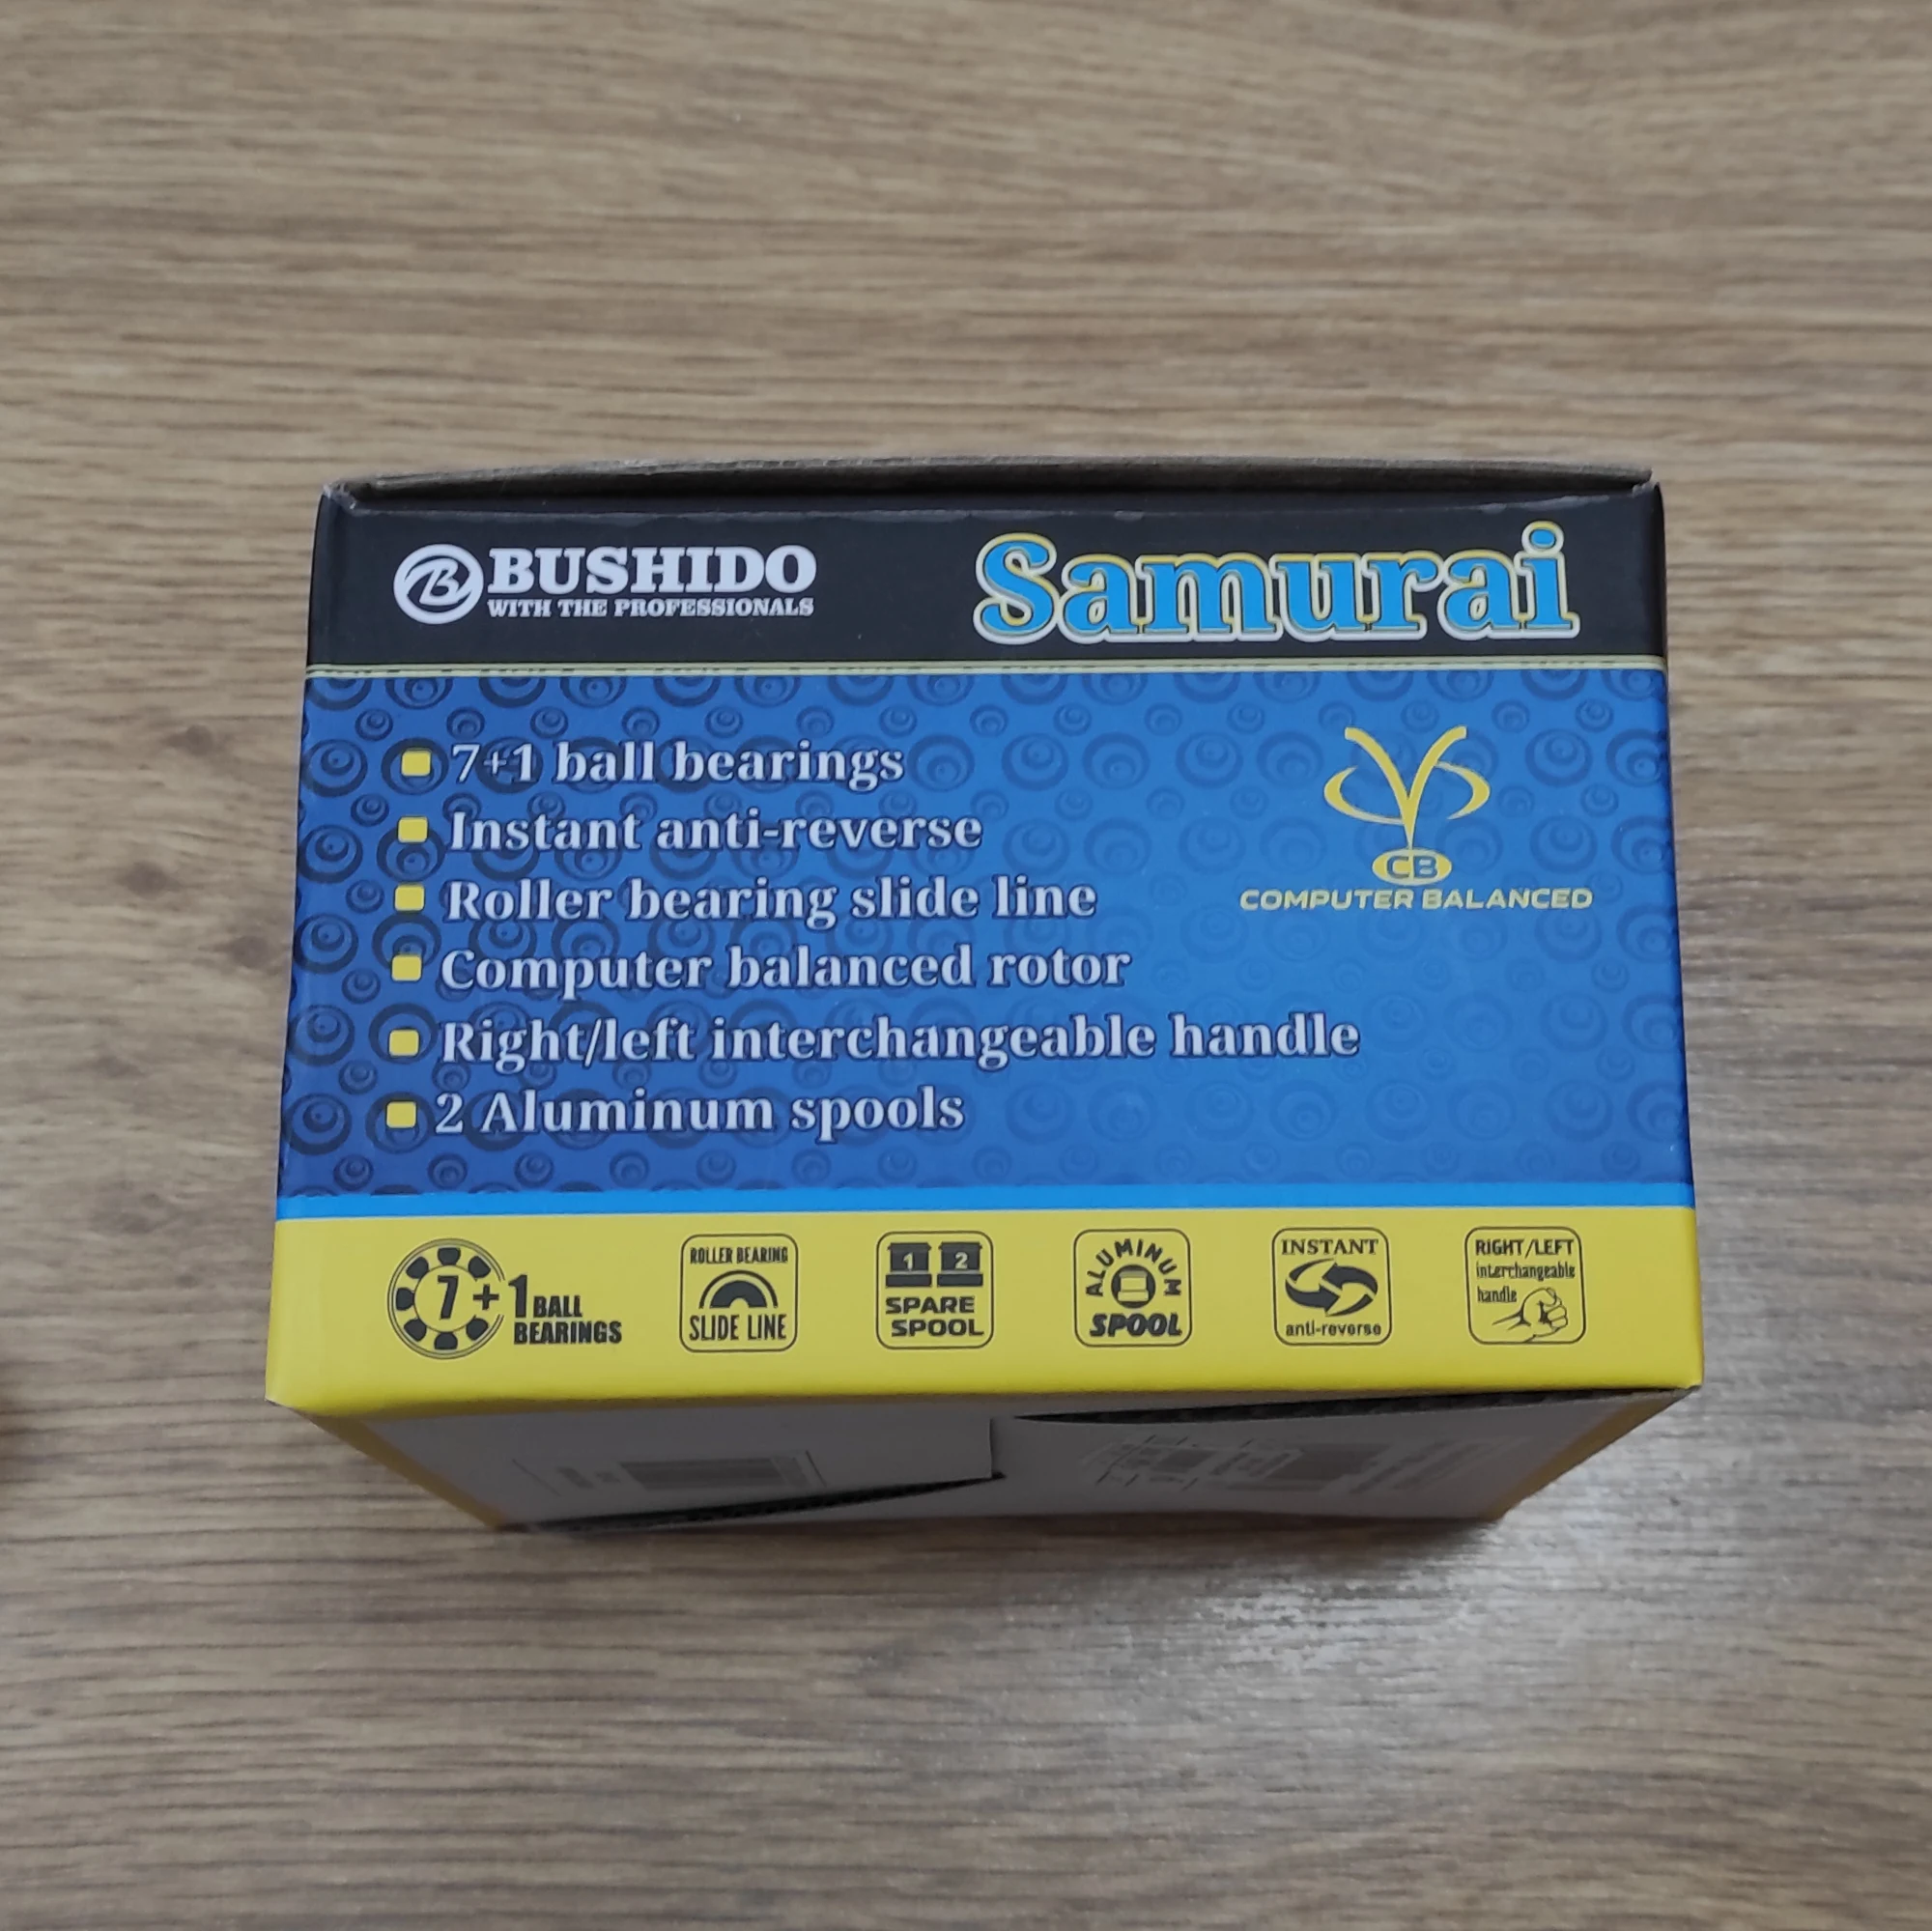 B BUSHIDO
WITH THE PROFESSIONALS
Samurai
7+1 ball bearings
Instant anti-reverse
Roller bearing slide line
Computer balanced rotor
Right/left interchangeable handle
2 Aluminum spools
CB
COMPUTER BALANCED
7+1 BALL
BEARINGS
ROLLER BEARING
SLIDE LINE
1 2
SPARE
SPOOL
ALUMINUM
SPOOL
INSTANT
anti-reverse
RIGHT/LEFT
interchangeable
handle